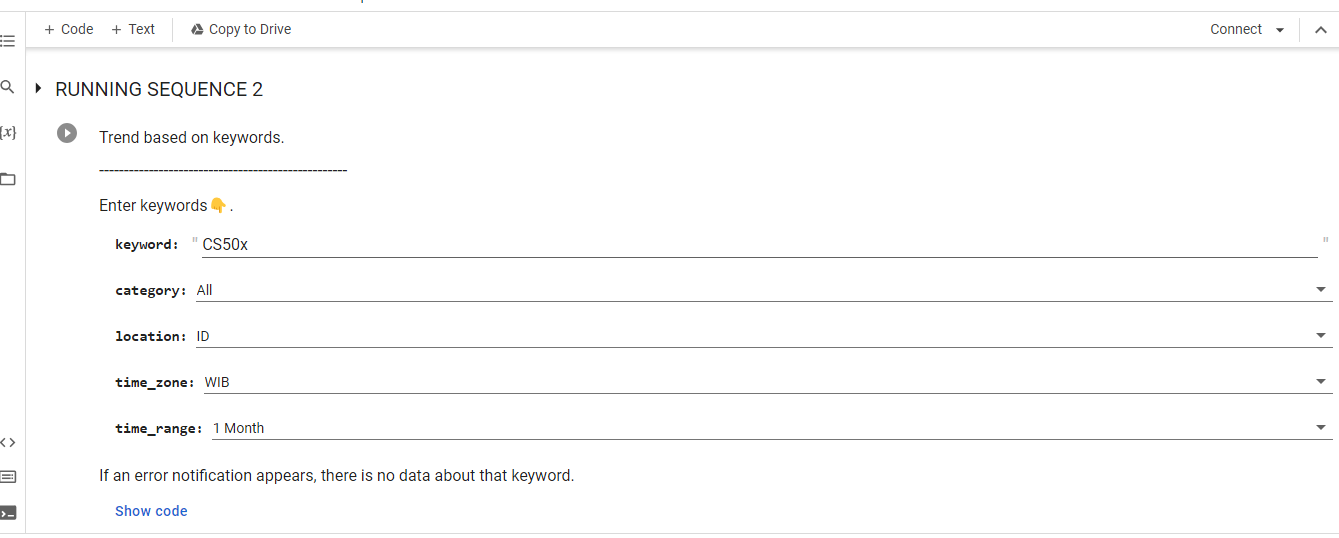 + Code + Text Copy to Drive Connect
RUNNING SEQUENCE 2
{x}
Trend based on keywords.
--------------------------------------------------
Enter keywords👇.
keyword: " CS50x "
category: All
location: ID
time_zone: WIB
time_range: 1 Month
If an error notification appears, there is no data about that keyword.
Show code